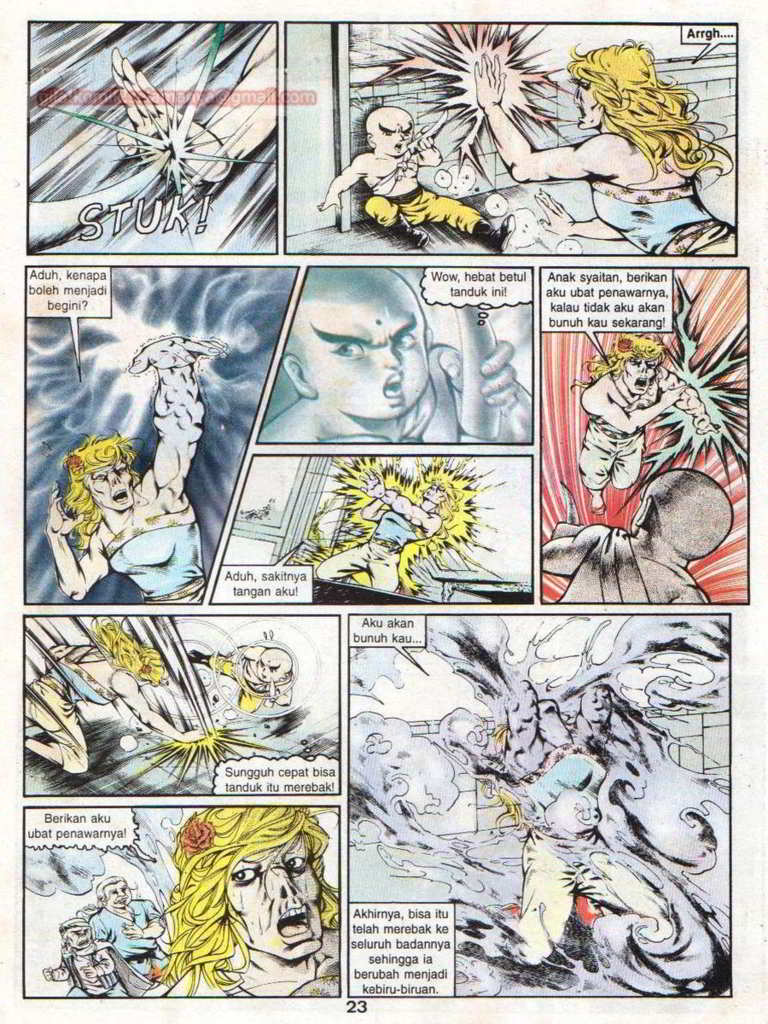 STUK!
Arrgh....
Aduh, kenapa
boleh menjadi
begini?
Wow, hebat betul
tanduk ini!
Anak syaitan, berikan
aku ubat penawarnya,
kalau tidak aku akan
bunuh kau sekarang!
Aduh, sakitnya
tangan aku!
Sungguh cepat bisa
tanduk itu merebak!
Aku akan
bunuh kau...
Berikan aku
ubat penawarnya!
Akhirnya, bisa itu
telah merebak ke
seluruh badannya
sehingga ia
berubah menjadi
kebiru-biruan.
23